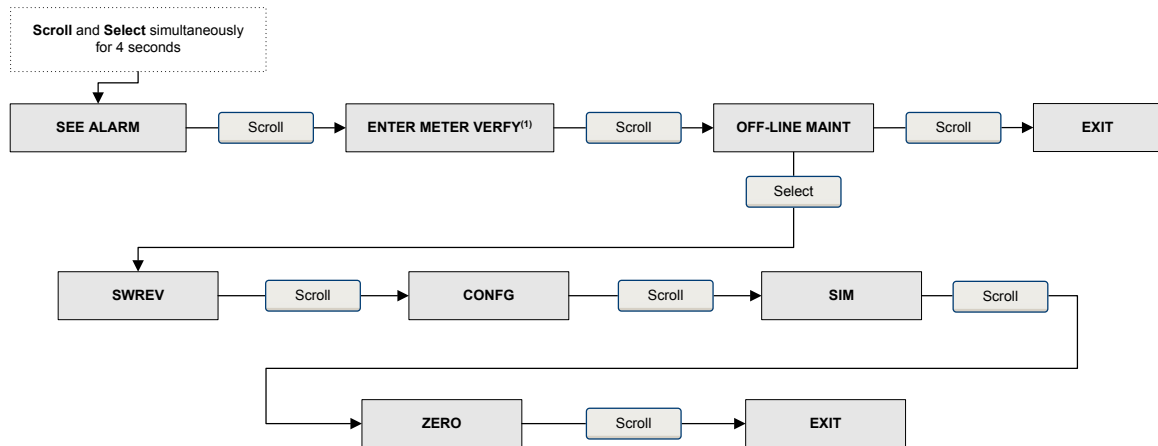 Scroll and Select simultaneously
for 4 seconds
SEE ALARM
Scroll
ENTER METER VERFY(1)
Scroll
OFF-LINE MAINT
Scroll
EXIT
Select
SWREV
Scroll
CONFG
Scroll
SIM
Scroll
ZERO
Scroll
EXIT